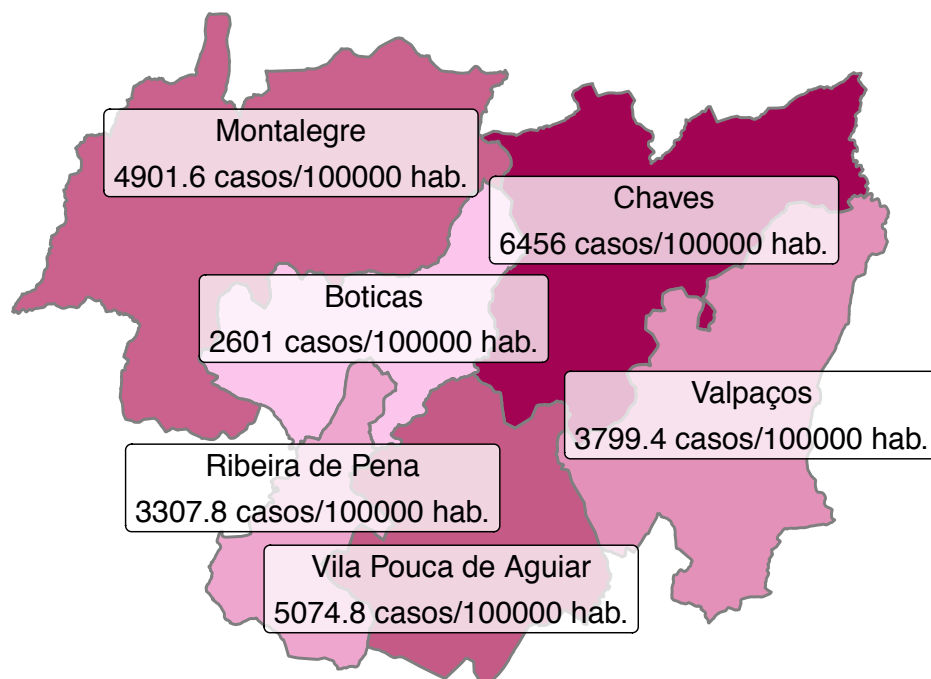 Montalegre
4901.6 casos/100000 hab.
Chaves
6456 casos/100000 hab.
Boticas
2601 casos/100000 hab.
Valpaços
3799.4 casos/100000 hab.
Ribeira de Pena
3307.8 casos/100000 hab.
Vila Pouca de Aguiar
5074.8 casos/100000 hab.